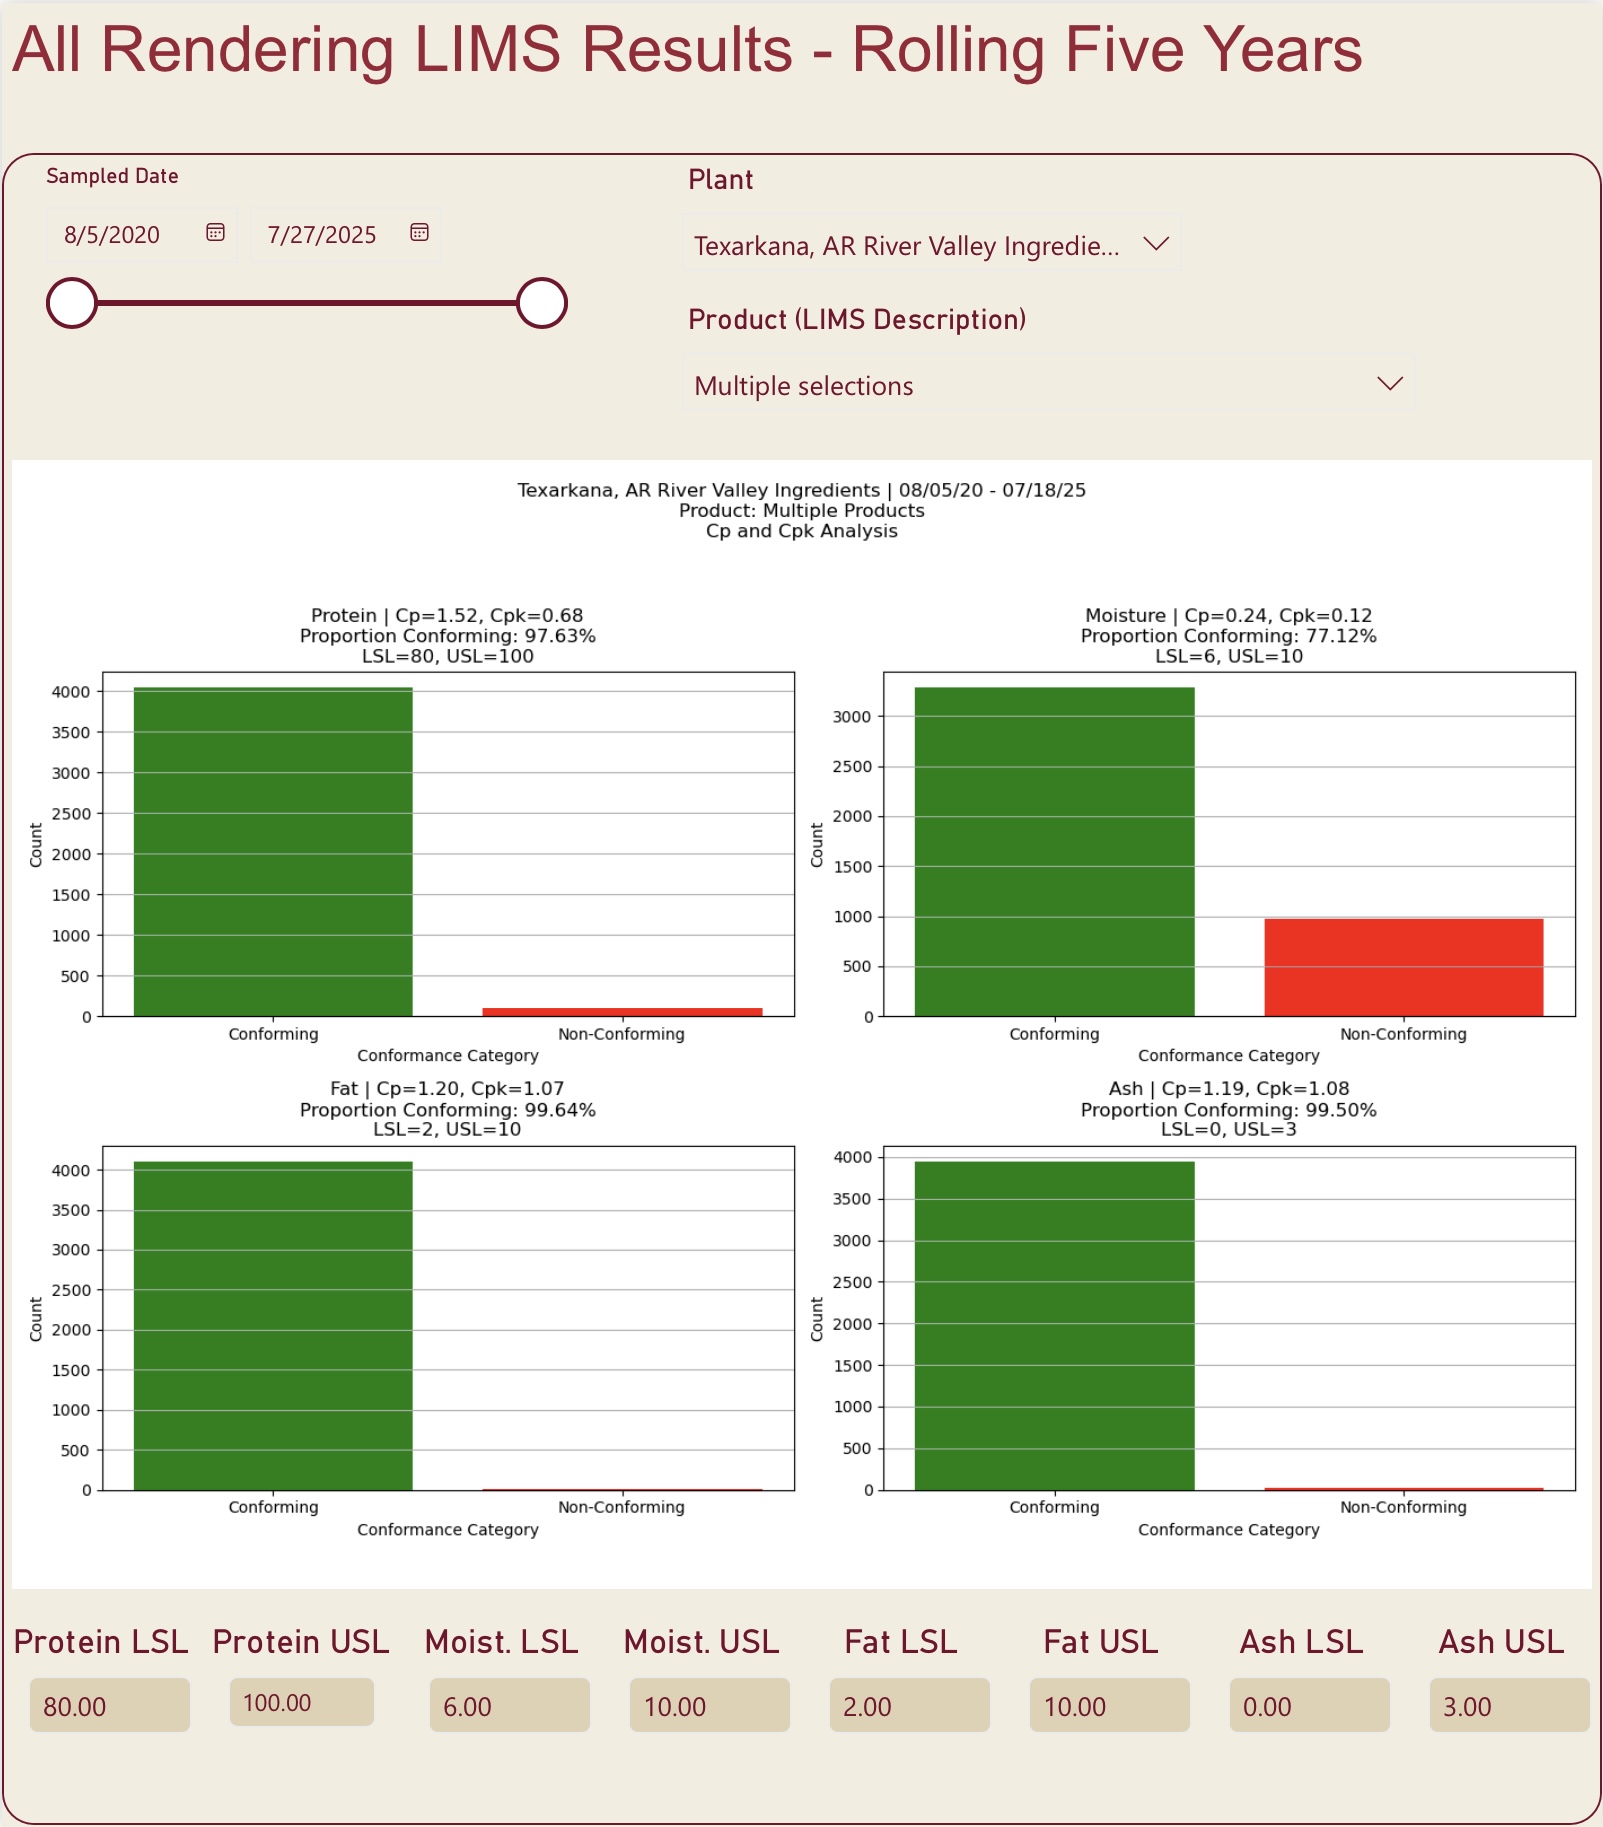 All Rendering LIMS Results - Rolling Five Years
Sampled Date
8/5/2020
7/27/2025
Plant
Texarkana, AR River Valley Ingredie...
Product (LIMS Description)
Multiple selections
Texarkana, AR River Valley Ingredients | 08/05/20 - 07/18/25
Product: Multiple Products
Cp and Cpk Analysis
Protein | Cp=1.52, Cpk=0.68
Proportion Conforming: 97.63%
LSL=80, USL=100
4000
3500
3000
2500
2000
1500
1000
500
0
Count
Conforming
Non-Conforming
Conformance Category
Moisture | Cp=0.24, Cpk=0.12
Proportion Conforming: 77.12%
LSL=6, USL=10
3000
2500
2000
1500
1000
500
0
Count
Conforming
Non-Conforming
Conformance Category
Fat | Cp=1.20, Cpk=1.07
Proportion Conforming: 99.64%
LSL=2, USL=10
4000
3500
3000
2500
2000
1500
1000
500
0
Count
Conforming
Non-Conforming
Conformance Category
Ash | Cp=1.19, Cpk=1.08
Proportion Conforming: 99.50%
LSL=0, USL=3
4000
3500
3000
2500
2000
1500
1000
500
0
Count
Conforming
Non-Conforming
Conformance Category
Protein LSL
80.00
Protein USL
100.00
Moist. LSL
6.00
Moist. USL
10.00
Fat LSL
2.00
Fat USL
10.00
Ash LSL
0.00
Ash USL
3.00